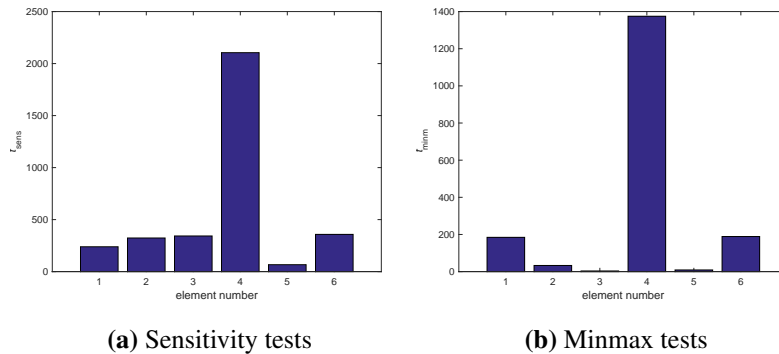 2500
2000
1500
1000
500
0
t_sens
1 2 3 4 5 6
element number
(a) Sensitivity tests
1400
1200
1000
800
600
400
200
0
t_minm
1 2 3 4 5 6
element number
(b) Minmax tests